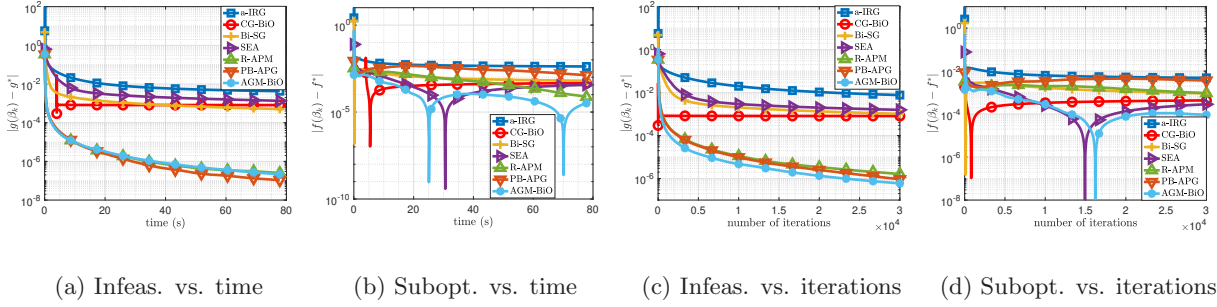 10^2
10^0
10^-2
10^-4
10^-6
10^-8
|g(β_k) − g*|
a-IRG
CG-BiO
Bi-SG
SEA
R-APM
PB-APG
AGM-BiO
0 20 40 60 80
time (s)
(a) Infeas. vs. time
10^0
10^-5
10^-10
|f(β_k) − f*|
a-IRG
CG-BiO
Bi-SG
SEA
R-APM
PB-APG
AGM-BiO
0 20 40 60 80
time (s)
(b) Subopt. vs. time
10^2
10^0
10^-2
10^-4
10^-6
10^-8
|g(β_k) − g*|
a-IRG
CG-BiO
Bi-SG
SEA
R-APM
PB-APG
AGM-BiO
0 0.5 1 1.5 2 2.5 3
×10^4
number of iterations
(c) Infeas. vs. iterations
10^2
10^0
10^-2
10^-4
10^-6
10^-8
|f(β_k) − f*|
a-IRG
CG-BiO
Bi-SG
SEA
R-APM
PB-APG
AGM-BiO
0 0.5 1 1.5 2 2.5 3
×10^4
number of iterations
(d) Subopt. vs. iterations